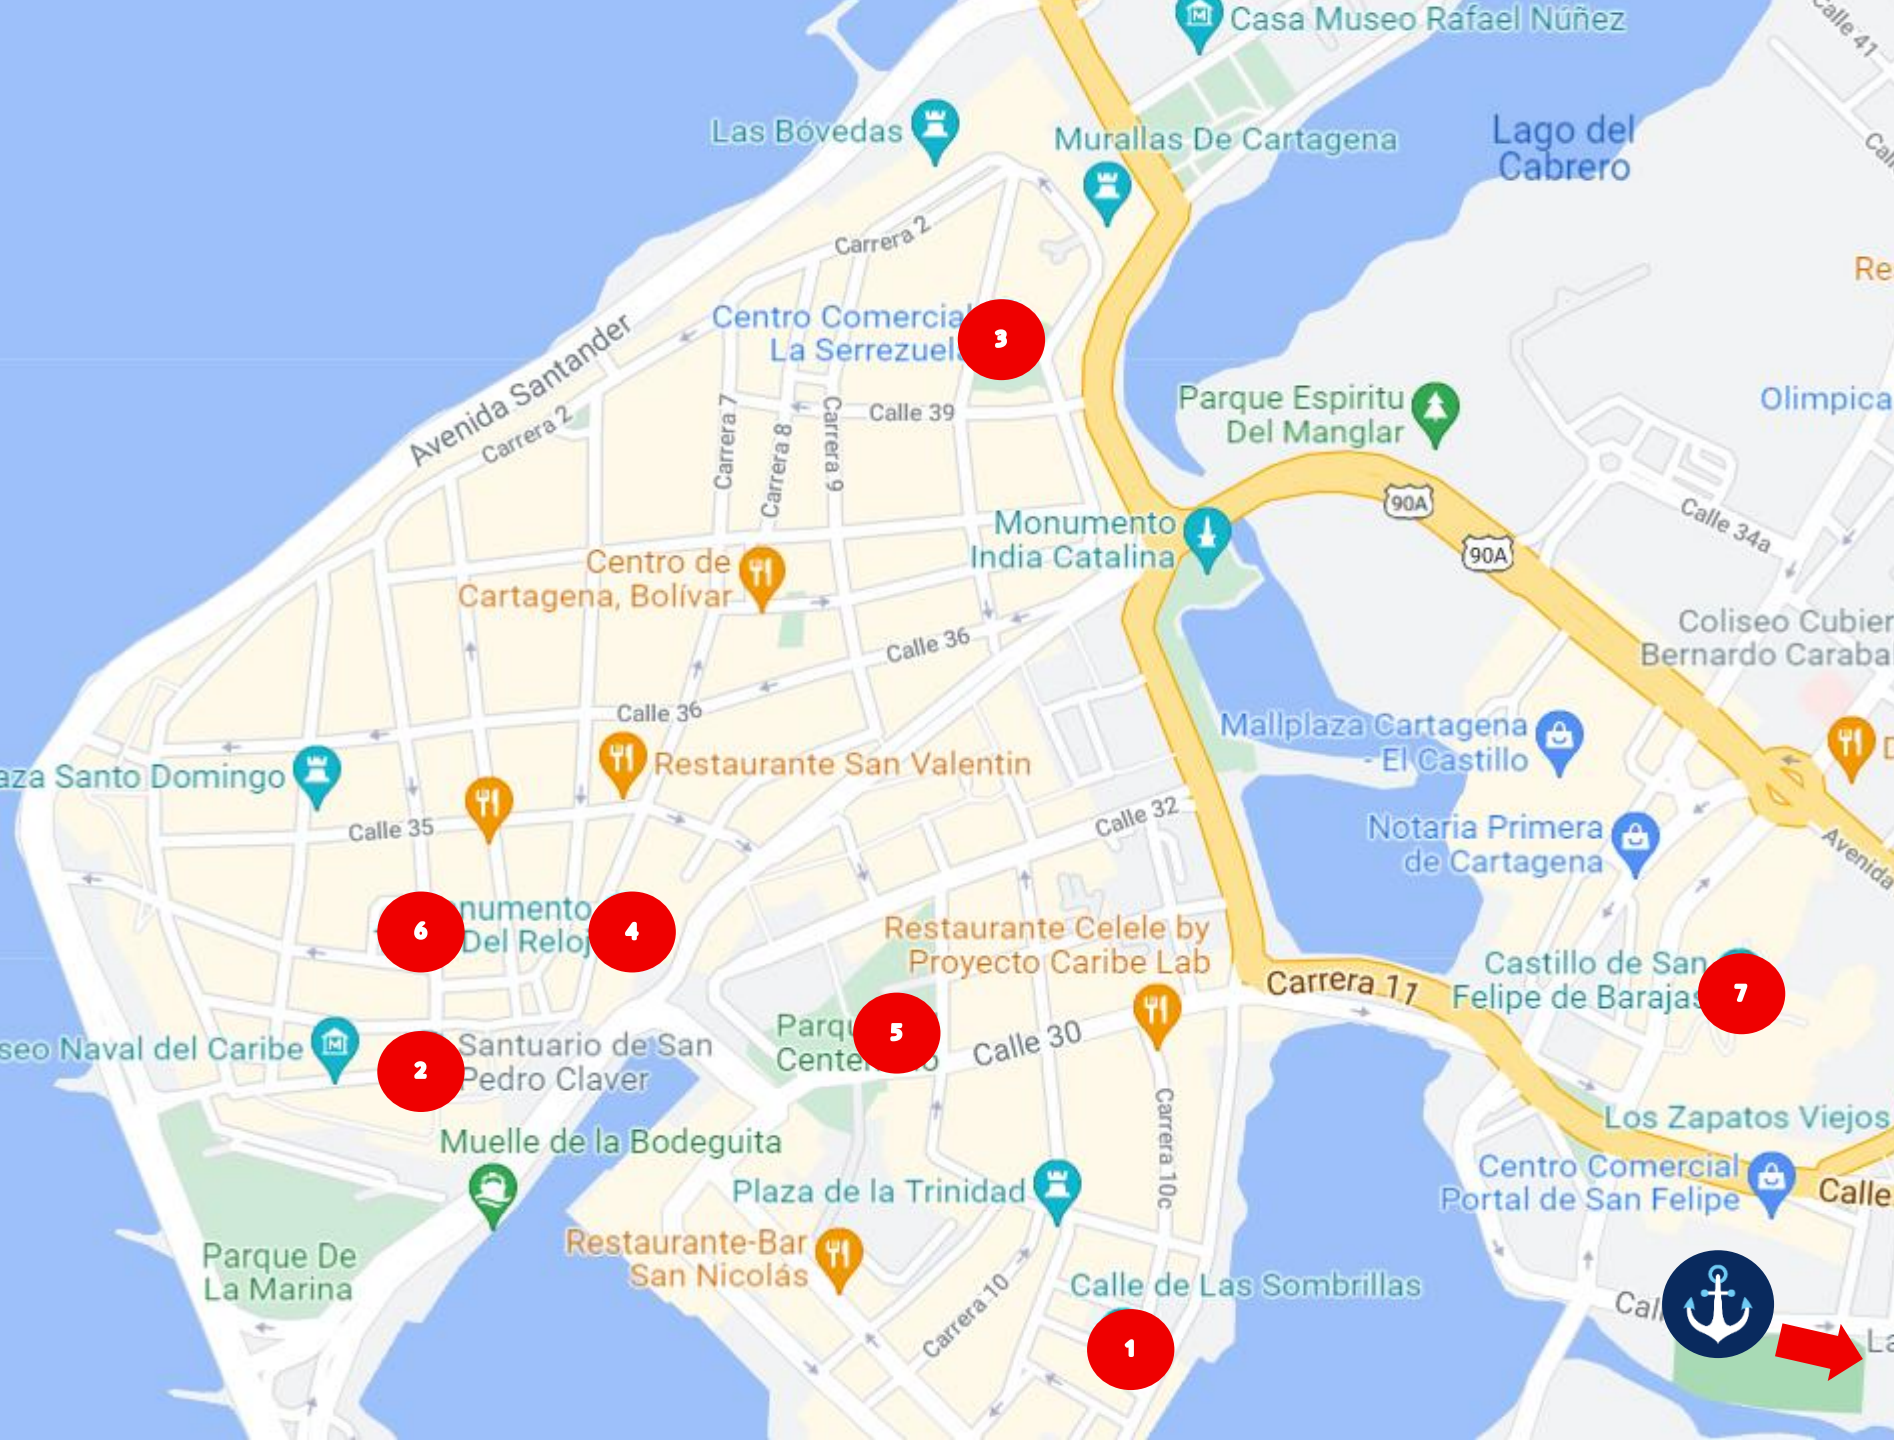 Casa Museo Rafael Núñez
Calle 41
Las Bóvedas
Murallas De Cartagena
Lago del
Cabrero
Carrera 2
Re
Centro Comercial
La Serrezuela
3
Avenida Santander
Carrera 2
Carrera 7
Carrera 8
Carrera 9
Calle 39
Parque Espiritu
Del Manglar
Olimpica
90A
90A
Calle 34a
Monumento
India Catalina
Centro de
Cartagena, Bolívar
Calle 36
Coliseo Cubier
Bernardo Caraba
Calle 36
Mallplaza Cartagena
- El Castillo
aza Santo Domingo
Restaurante San Valentin
Calle 35
Calle 32
Notaria Primera
de Cartagena
Avenida
D
6
numento
Del Reloj
4
Restaurante Celele by
Proyecto Caribe Lab
Carrera 11
Castillo de San
Felipe de Barajas
7
Parqu
Cente
o
5
Calle 30
seo Naval del Caribe
2
Santuario de San
Pedro Claver
Carrera 10c
Los Zapatos Viejos
Muelle de la Bodeguita
Plaza de la Trinidad
Centro Comercial
Portal de San Felipe
Calle
Parque De
La Marina
Restaurante-Bar
San Nicolás
Carrera 10
Calle de Las Sombrillas
1
Cal
La